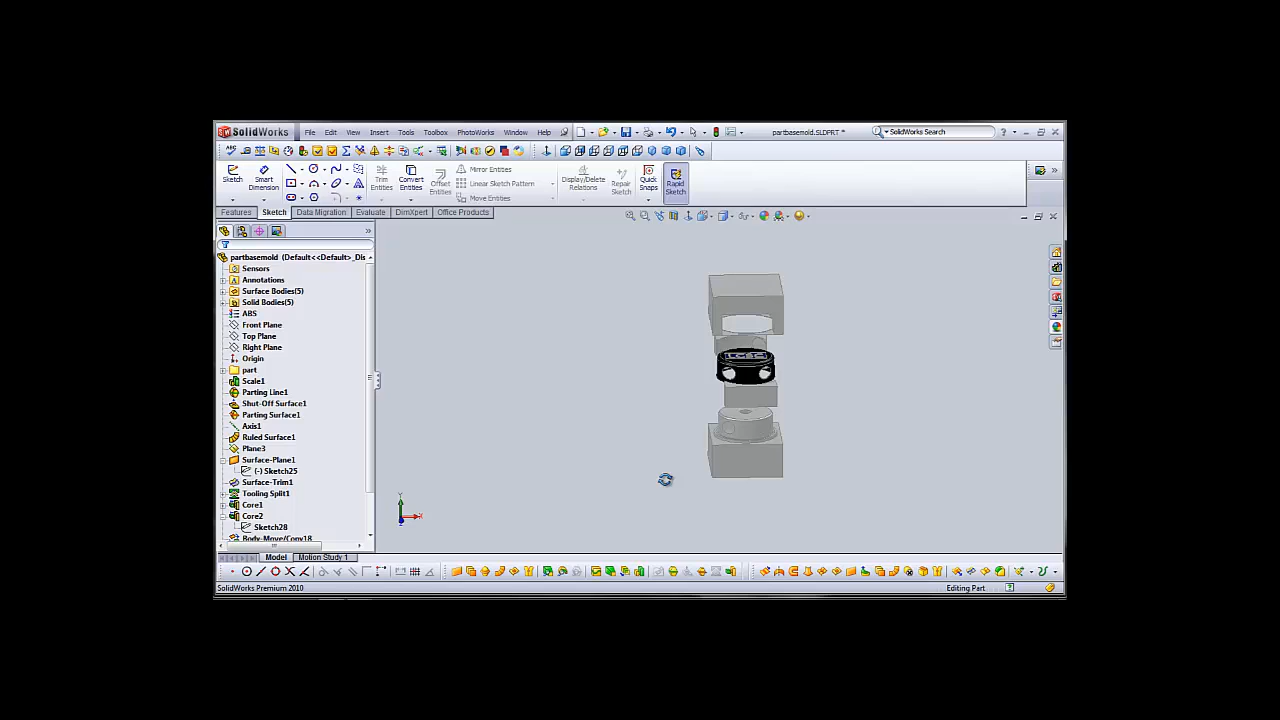 SolidWorks File Edit View Insert Tools Toolbox PhotoWorks Window Help partbasemold.SLDPRT * SolidWorks Search
Sketch Smart Dimension Trim Entities Convert Entities Offset Entities Mirror Entities Linear Sketch Pattern Move Entities Display/Delete Relations Repair Sketch Quick Snaps Rapid Sketch
Features Sketch Data Migration Evaluate DimXpert Office Products
partbasemold (Default<<Default>_Dis
Sensors
Annotations
Surface Bodies(5)
Solid Bodies(5)
ABS
Front Plane
Top Plane
Right Plane
Origin
part
Scale1
Parting Line1
Shut-Off Surface1
Parting Surface1
Axis1
Ruled Surface1
Plane3
Surface-Plane1
(-) Sketch25
Surface-Trim1
Tooling Split1
Core1
Core2
Sketch28
Body-Move/Copy18
Y
X
Model Motion Study 1
SolidWorks Premium 2010 Editing Part